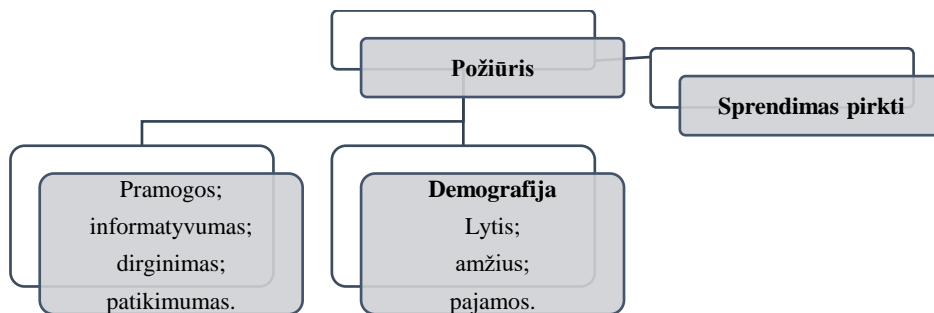 Požiūris
Sprendimas pirkti
Pramogos;
informatyvumas;
dirginimas;
patikimumas.
Demografija
Lytis;
amžius;
pajamos.